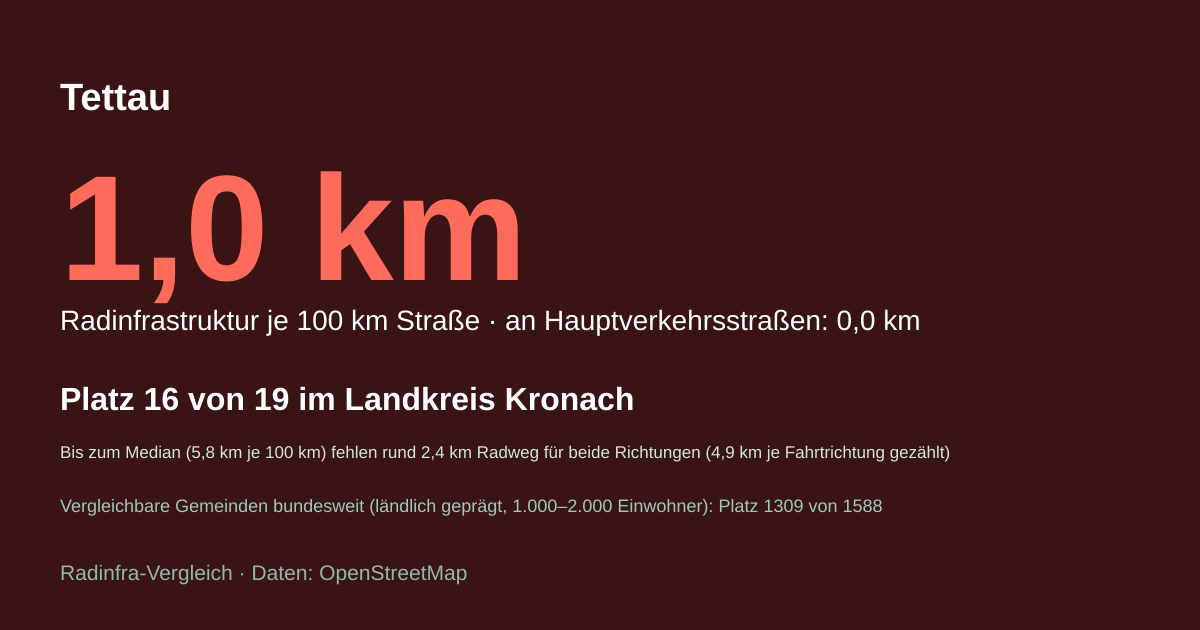 Tettau
1,0 km
Radinfrastruktur je 100 km Straße · an Hauptverkehrsstraßen: 0,0 km
Platz 16 von 19 im Landkreis Kronach
Bis zum Median (5,8 km je 100 km) fehlen rund 2,4 km Radweg für beide Richtungen (4,9 km je Fahrtrichtung gezählt)
Vergleichbare Gemeinden bundesweit (ländlich geprägt, 1.000–2.000 Einwohner): Platz 1309 von 1588
Radinfra-Vergleich · Daten: OpenStreetMap